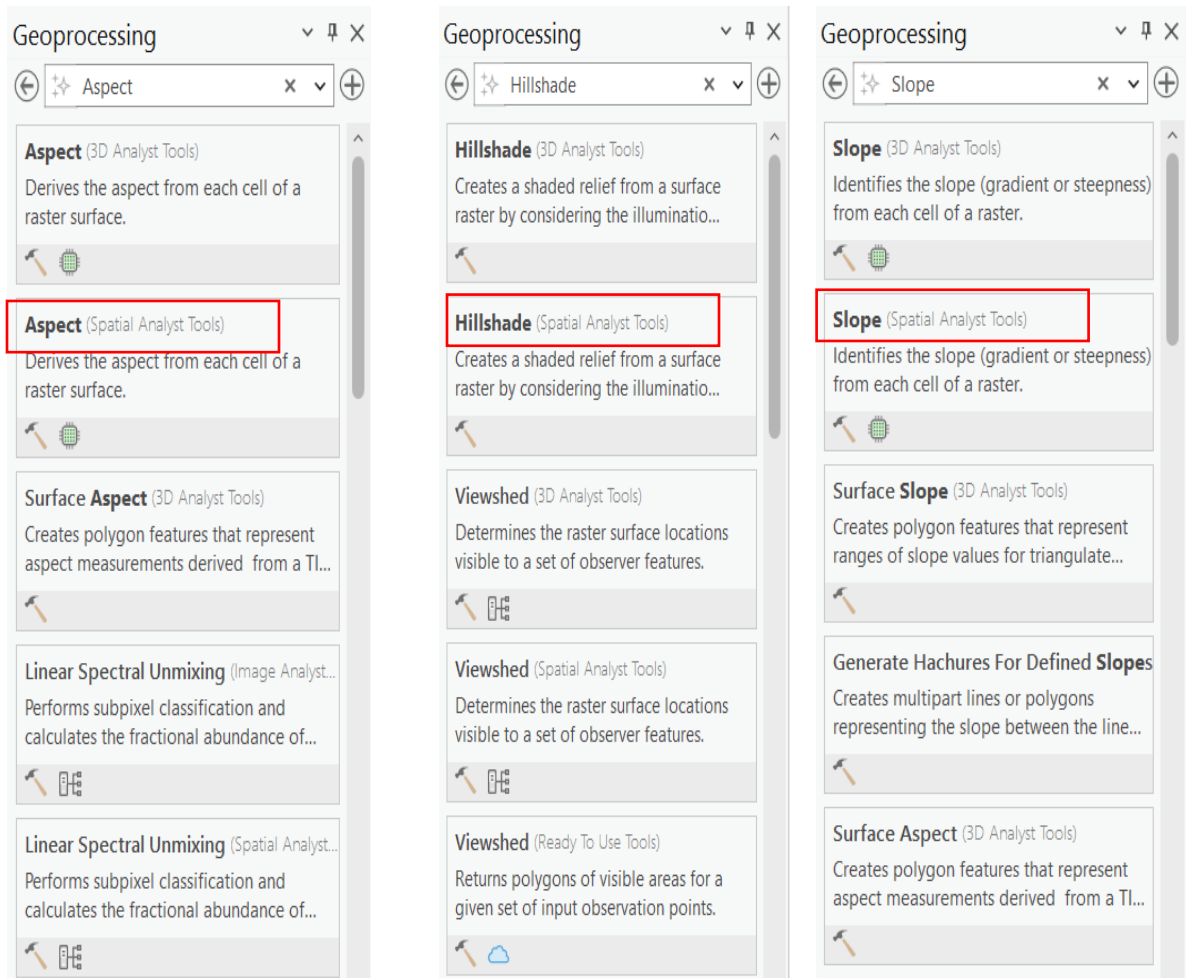 Geoprocessing
Aspect
Aspect (3D Analyst Tools)
Derives the aspect from each cell of a
raster surface.
Aspect (Spatial Analyst Tools)
Derives the aspect from each cell of a
raster surface.
Surface Aspect (3D Analyst Tools)
Creates polygon features that represent
aspect measurements derived from a TI...
Linear Spectral Unmixing (Image Analyst...
Performs subpixel classification and
calculates the fractional abundance of...
Linear Spectral Unmixing (Spatial Analyst...
Performs subpixel classification and
calculates the fractional abundance of...
Geoprocessing
Hillshade
Hillshade (3D Analyst Tools)
Creates a shaded relief from a surface
raster by considering the illuminatio...
Hillshade (Spatial Analyst Tools)
Creates a shaded relief from a surface
raster by considering the illuminatio...
Viewshed (3D Analyst Tools)
Determines the raster surface locations
visible to a set of observer features.
Viewshed (Spatial Analyst Tools)
Determines the raster surface locations
visible to a set of observer features.
Viewshed (Ready To Use Tools)
Returns polygons of visible areas for a
given set of input observation points.
Geoprocessing
Slope
Slope (3D Analyst Tools)
Identifies the slope (gradient or steepness)
from each cell of a raster.
Slope (Spatial Analyst Tools)
Identifies the slope (gradient or steepness)
from each cell of a raster.
Surface Slope (3D Analyst Tools)
Creates polygon features that represent
ranges of slope values for triangulate...
Generate Hachures For Defined Slopes
Creates multipart lines or polygons
representing the slope between the line...
Surface Aspect (3D Analyst Tools)
Creates polygon features that represent
aspect measurements derived from a TI...